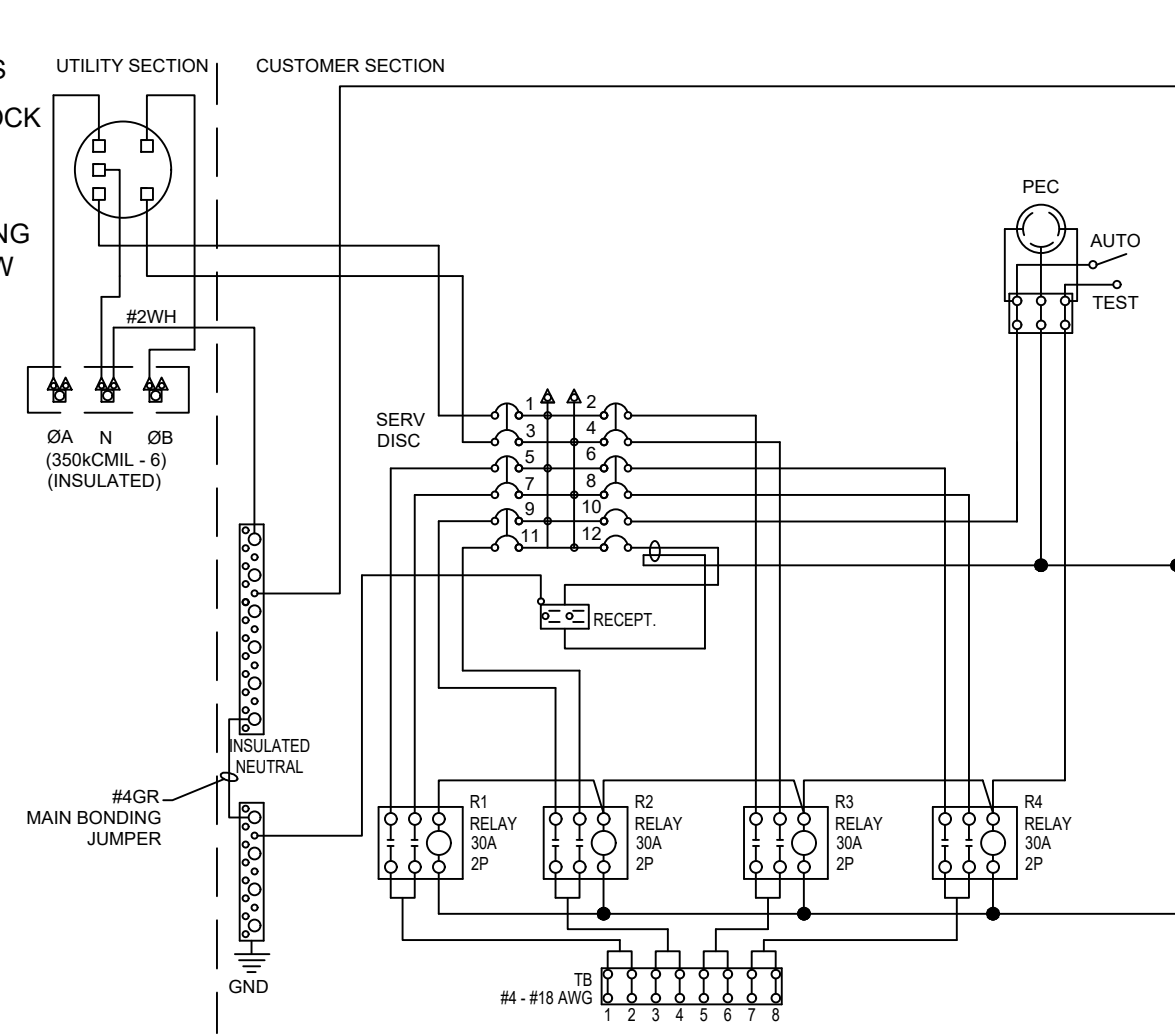 S
UTILITY SECTION
CUSTOMER SECTION
OCK
NG
W
PEC
AUTO
TEST
#2WH
ØA N ØB
(350kCMIL - 6)
(INSULATED)
SERV
DISC
1 2
3 4
5 6
7 8
9 10
11 12
RECEPT.
INSULATED
NEUTRAL
#4GR
MAIN BONDING
JUMPER
GND
R1
RELAY
30A
2P
R2
RELAY
30A
2P
R3
RELAY
30A
2P
R4
RELAY
30A
2P
TB
#4 - #18 AWG
1 2 3 4 5 6 7 8